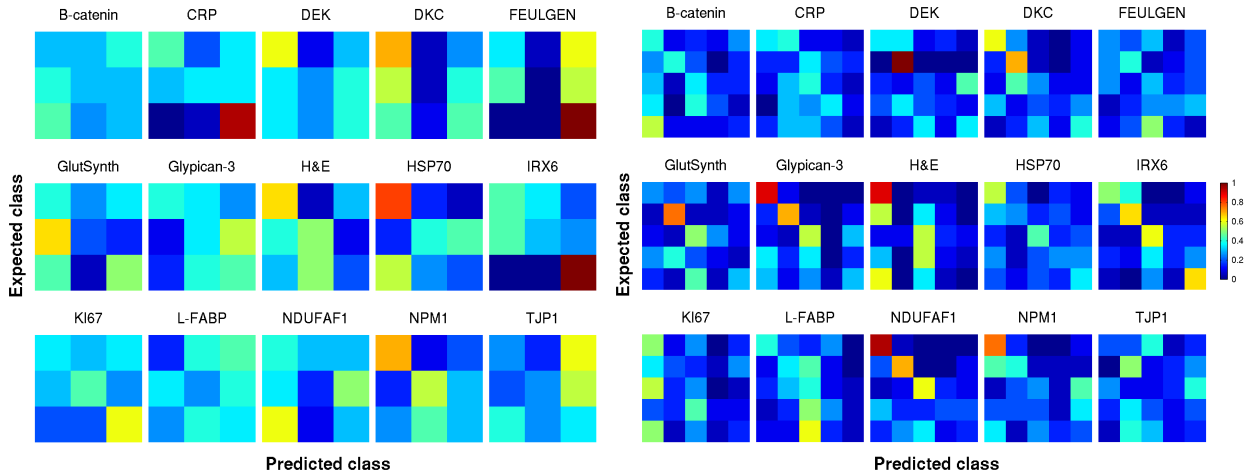 B-catenin CRP DEK DKC FEULGEN
GlutSynth Glypican-3 H&E HSP70 IRX6
KI67 L-FABP NDUFAF1 NPM1 TJP1
Expected class
Predicted class
B-catenin CRP DEK DKC FEULGEN
GlutSynth Glypican-3 H&E HSP70 IRX6
KI67 L-FABP NDUFAF1 NPM1 TJP1
Expected class
Predicted class
1
0.8
0.6
0.4
0.2
0